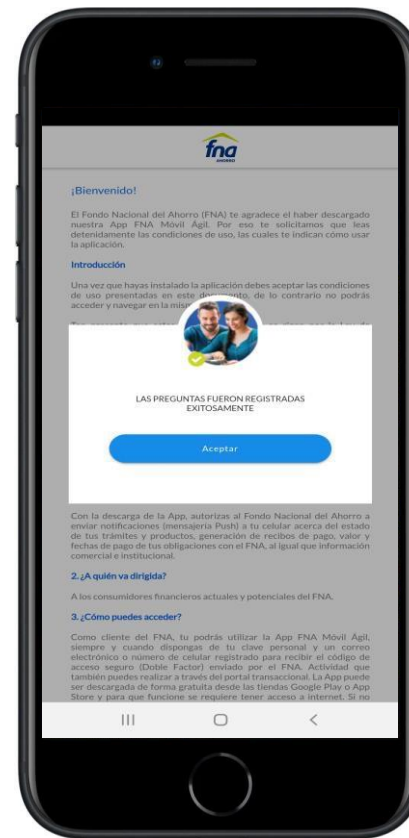 fna
AHORRO
¡Bienvenido!
El Fondo Nacional del Ahorro (FNA) te agradece el haber descargado
nuestra App FNA Móvil Ágil. Por eso te solicitamos que leas
detenidamente las condiciones de uso, las cuales te indican cómo usar
la aplicación.
Introducción
Una vez que hayas instalado la aplicación debes aceptar las condiciones
de uso presentadas en este documento, de lo contrario no podrás
acceder y navegar en la
LAS PREGUNTAS FUERON REGISTRADAS
EXITOSAMENTE
Aceptar
Con la descarga de la App, autorizas al Fondo Nacional del Ahorro a
enviar notificaciones (mensajería Push) a tu celular acerca del estado
de tus trámites y productos, generación de recibos de pago, valor y
fechas de pago de tus obligaciones con el FNA, al igual que información
comercial e institucional.
2. ¿A quién va dirigida?
A los consumidores financieros actuales y potenciales del FNA.
3. ¿Cómo puedes acceder?
Como cliente del FNA, tu podrás utilizar la App FNA Móvil Ágil,
siempre y cuando dispongas de tu clave personal y un correo
electrónico o número de celular registrado para recibir el código de
acceso seguro (Doble Factor) enviado por el FNA. Actividad que
también puedes realizar a través del portal transaccional. La App puede
ser descargada de forma gratuita desde las tiendas Google Play o App
Store y para que funcione se requiere tener acceso a internet. Si no